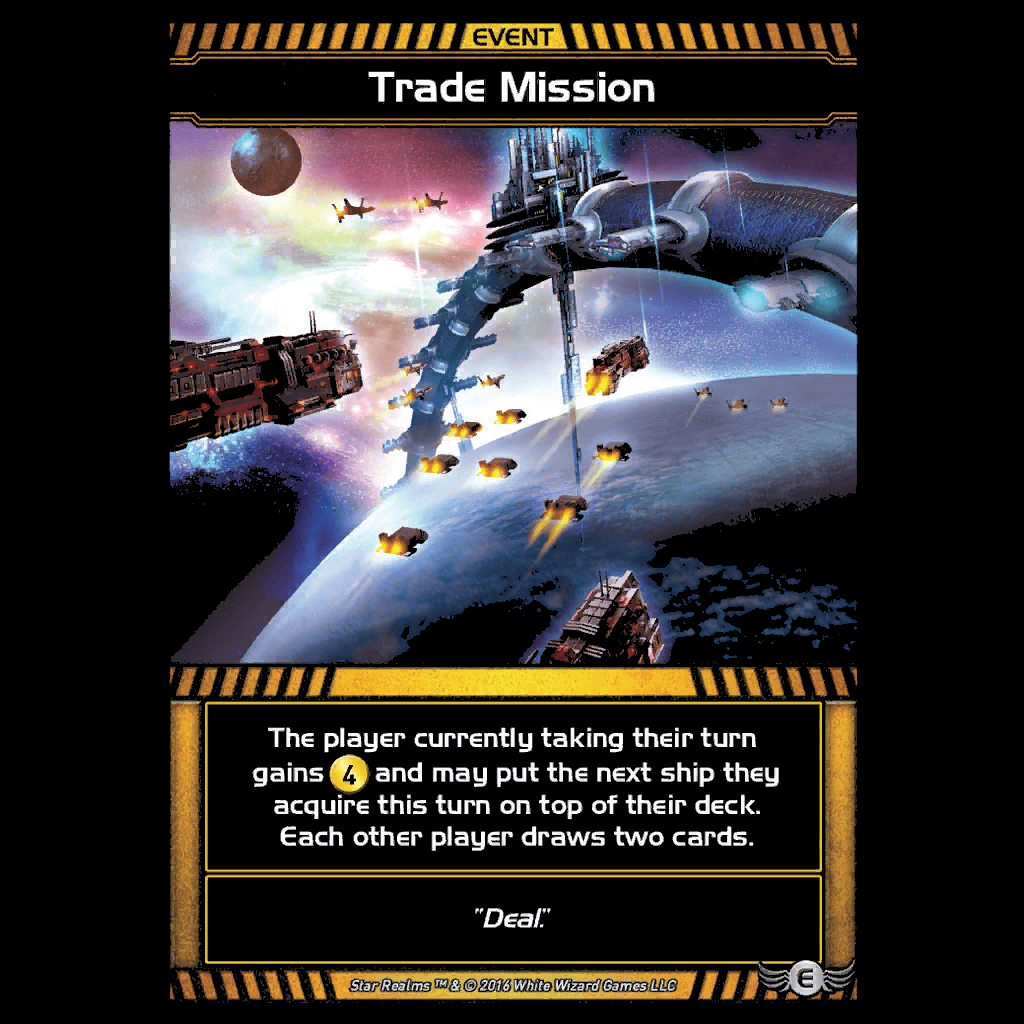 EVENT
Trade Mission
The player currently taking their turn
gains 4 and may put the next ship they
acquire this turn on top of their deck.
Each other player draws two cards.
"Deal."
E
Star Realms ™ & © 2016 White Wizard Games LLC